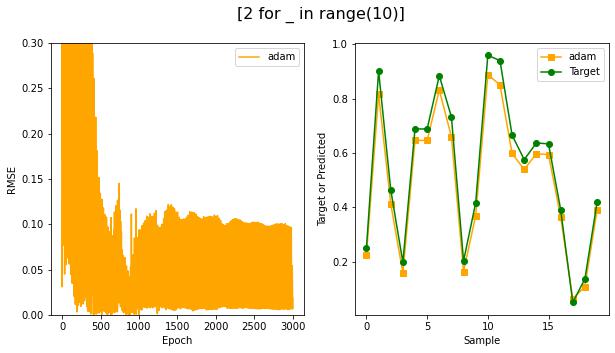 [2 for _ in range(10)]
0.30
0.25
0.20
0.15
0.10
0.05
0.00
RMSE
0
500
1000
1500
2000
2500
3000
Epoch
adam
1.0
0.8
0.6
0.4
0.2
Target or Predicted
0
5
10
15
Sample
adam
Target